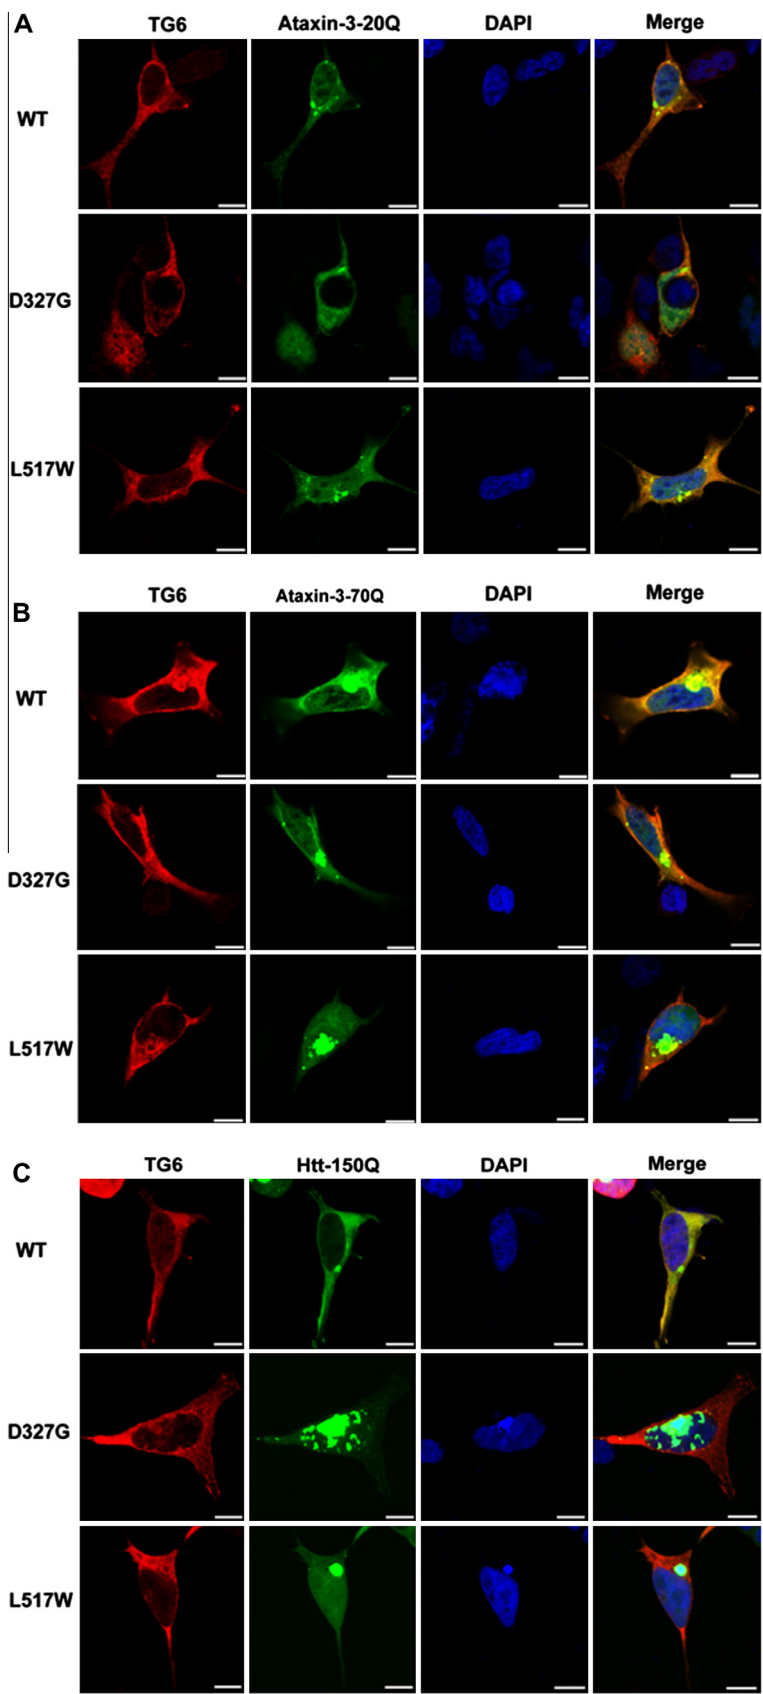 A
TG6 Ataxin-3-20Q DAPI Merge
WT
D327G
L517W
B
TG6 Ataxin-3-70Q DAPI Merge
WT
D327G
L517W
C
TG6 Htt-150Q DAPI Merge
WT
D327G
L517W